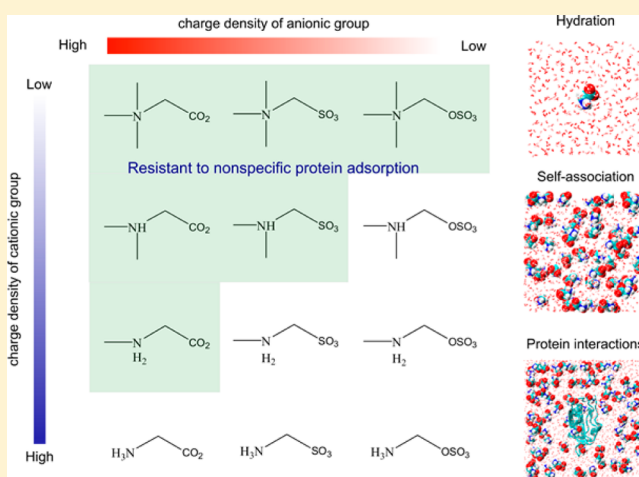 charge density of anionic group
High
Low
Hydration
Low
N
CO2
N
SO3
N
OSO3
Resistant to nonspecific protein adsorption
Self-association
NH
CO2
NH
SO3
NH
OSO3
charge density of cationic group
N
H2
CO2
N
H2
SO3
N
H2
OSO3
Protein interactions
High
H3N
CO2
H3N
SO3
H3N
OSO3